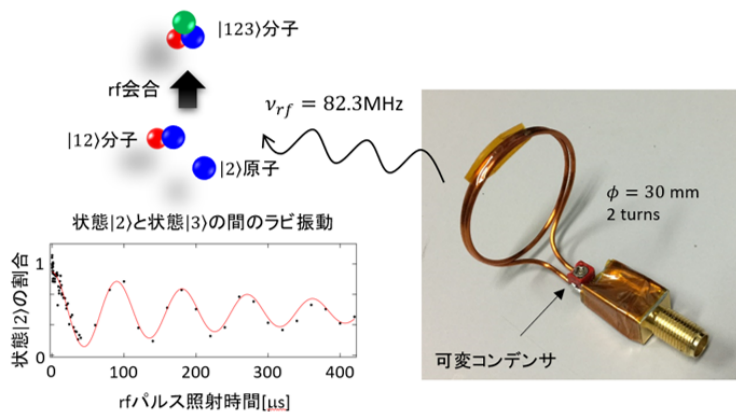 |123⟩分子
rf会合
|12⟩分子
|2⟩原子
ν_rf = 82.3MHz
状態|2⟩と状態|3⟩の間のラビ振動
状態|2⟩の割合
1
0
0
100
200
300
400
rfパルス照射時間[μs]
ϕ = 30 mm
2 turns
可変コンデンサ